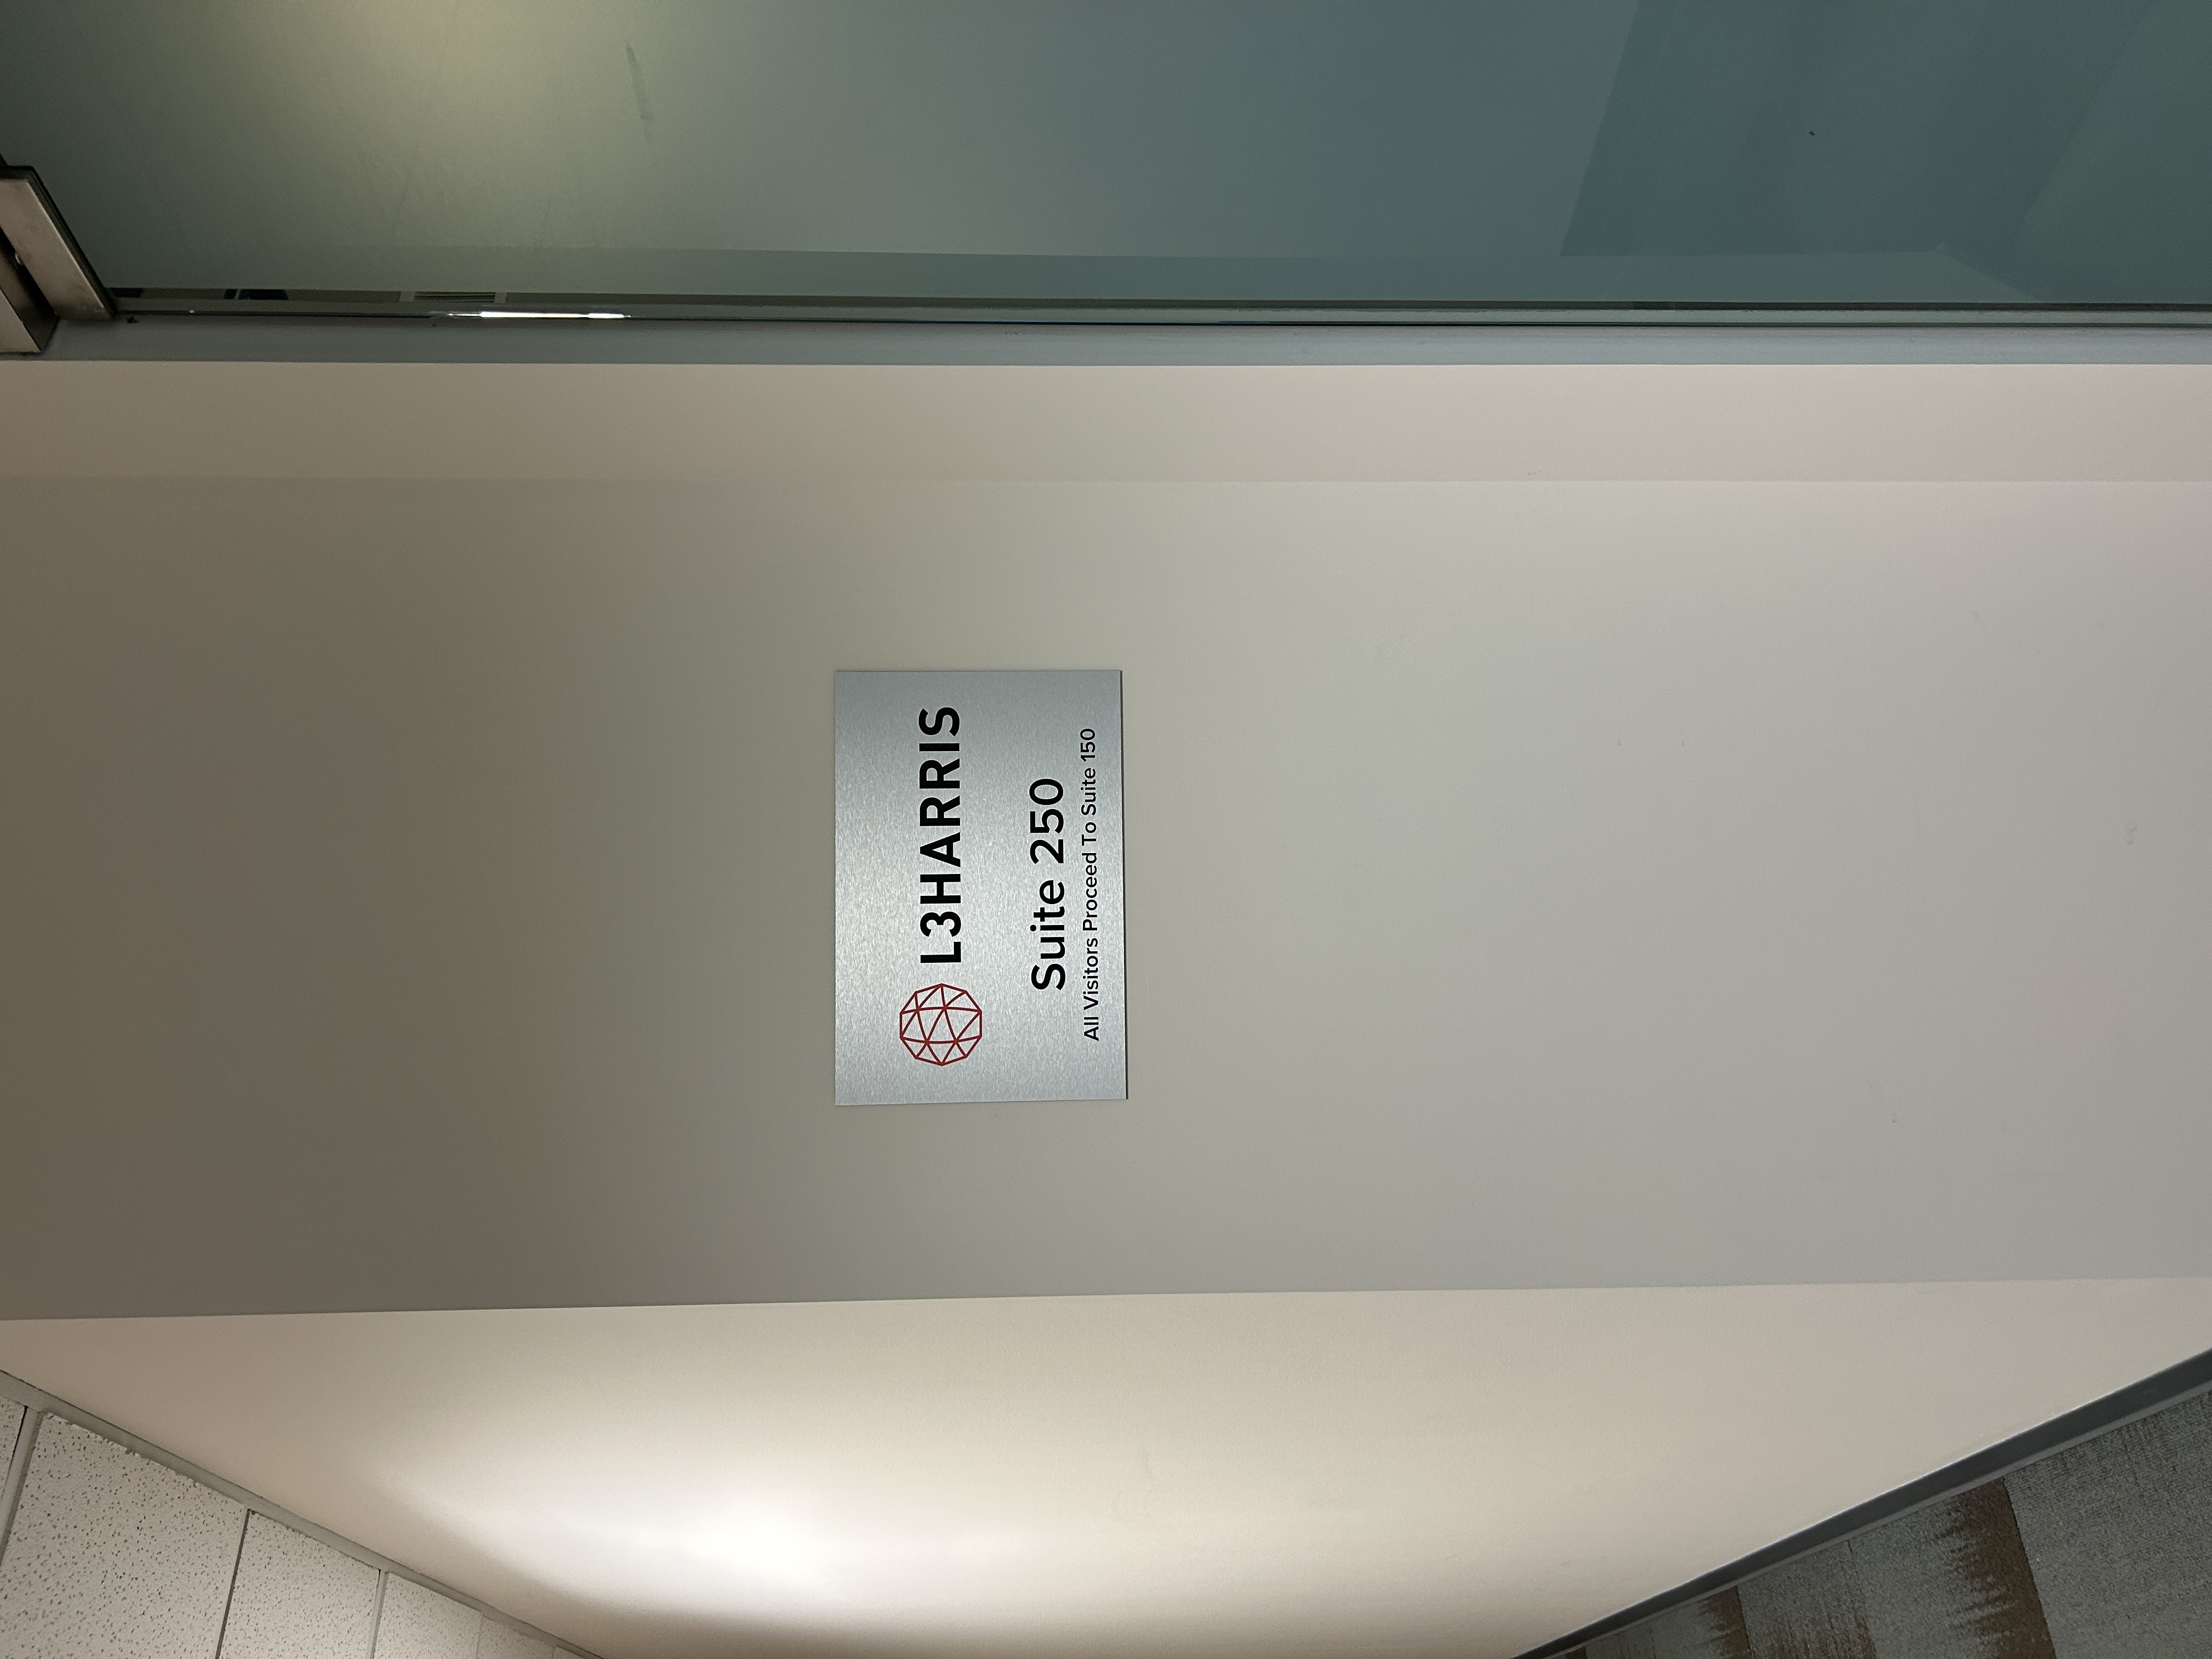 L3HARRIS
Suite 250
All Visitors Proceed To Suite 150